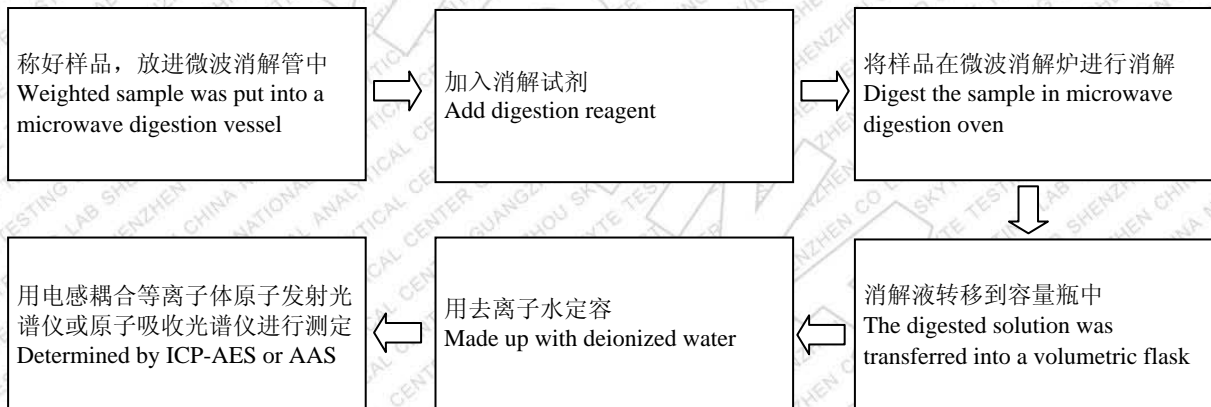 称好样品，放进微波消解管中
Weighted sample was put into a
microwave digestion vessel
加入消解试剂
Add digestion reagent
将样品在微波消解炉进行消解
Digest the sample in microwave
digestion oven
消解液转移到容量瓶中
The digested solution was
transferred into a volumetric flask
用去离子水定容
Made up with deionized water
用电感耦合等离子体原子发射光
谱仪或原子吸收光谱仪进行测定
Determined by ICP-AES or AAS